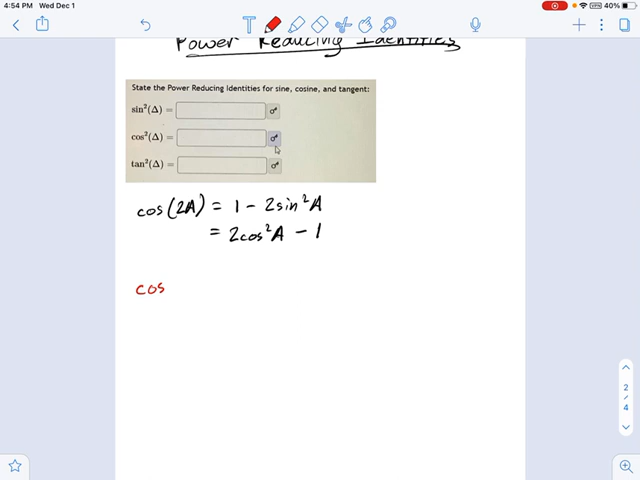 4:54 PM Wed Dec 1
VPN 40%
Power Reducing Identities
State the Power Reducing Identities for sine, cosine, and tangent:
sin²(Δ) =
cos²(Δ) =
tan²(Δ) =
cos(2A) = 1 - 2sin²A
= 2cos²A - 1
cos
2
/
4